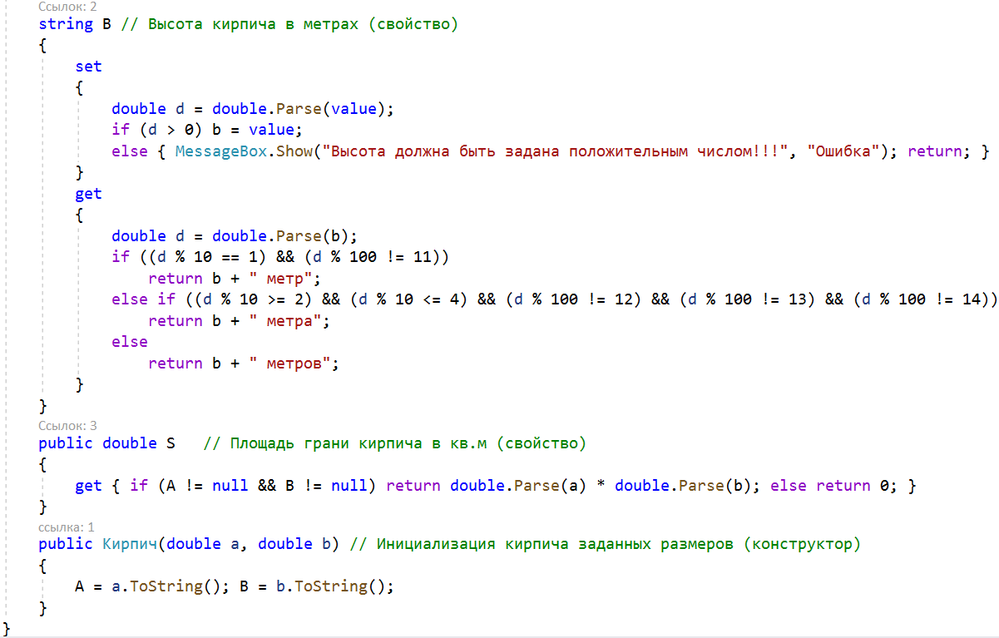 Ссылок: 2
string B // Высота кирпича в метрах (свойство)
{
set
{
double d = double.Parse(value);
if (d > 0) b = value;
else { MessageBox.Show("Высота должна быть задана положительным числом!!!", "Ошибка"); return; }
}
get
{
double d = double.Parse(b);
if ((d % 10 == 1) && (d % 100 != 11))
return b + " метр";
else if ((d % 10 >= 2) && (d % 10 <= 4) && (d % 100 != 12) && (d % 100 != 13) && (d % 100 != 14))
return b + " метра";
else
return b + " метров";
}
}
Ссылок: 3
public double S // Площадь грани кирпича в кв.м (свойство)
{
get { if (A != null && B != null) return double.Parse(a) * double.Parse(b); else return 0; }
}
ссылка: 1
public Кирпич(double a, double b) // Инициализация кирпича заданных размеров (конструктор)
{
A = a.ToString(); B = b.ToString();
}
}